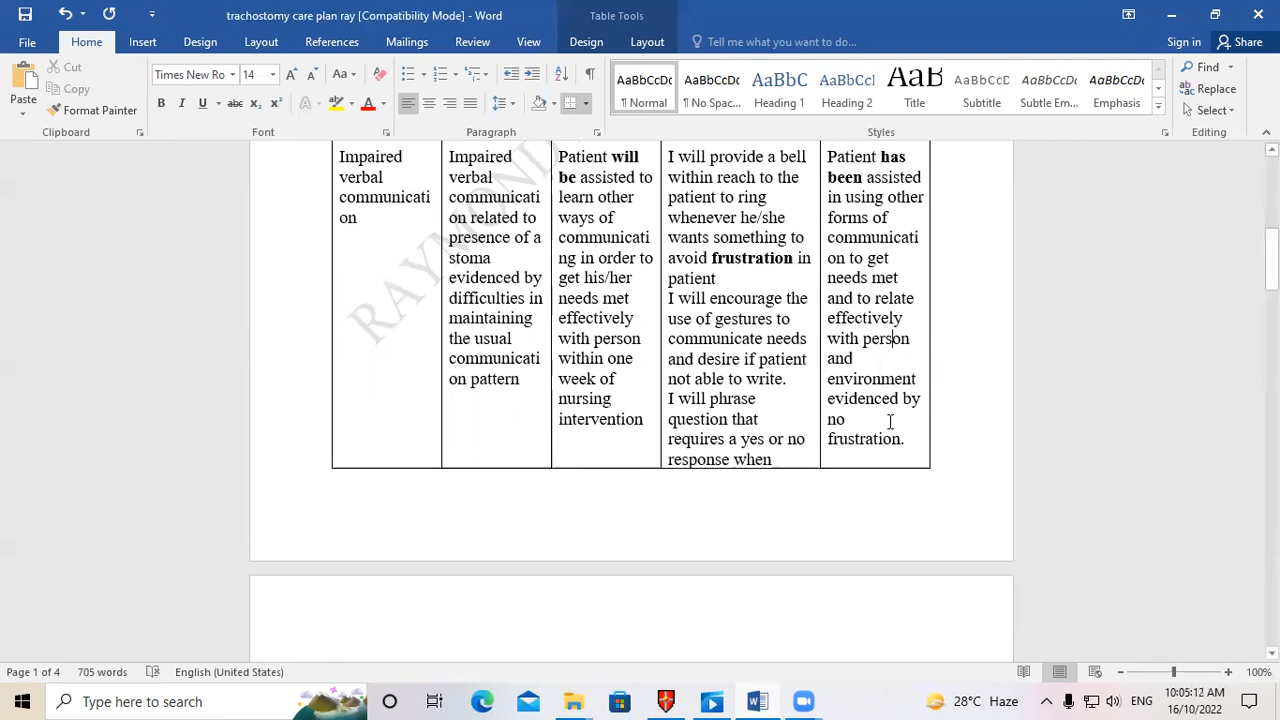 trachostomy care plan ray [Compatibility Mode] - Word
Table Tools
File Home Insert Design Layout References Mailings Review View Help Design Layout Tell me what you want to do... Sign in Share
Paste
Cut
Copy
Format Painter
Clipboard
Times New Ro 14
B I U abc x₂ x²
Font
Paragraph
AaBbCcDc
¶ Normal
AaBbCcDc
¶ No Spac...
AaBbC
Heading 1
AaBbCcI
Heading 2
AaB
Title
AaBbCcD
Subtitle
AaBbCcDc
Subtle Em...
AaBbCcDc
Emphasis
Styles
Find
Replace
Select
Editing
Impaired
verbal
communicati
on
Impaired
verbal
communicati
on related to
presence of a
stoma
evidenced by
difficulties in
maintaining
the usual
communicati
on pattern
Patient will
be assisted to
learn other
ways of
communicati
ng in order to
get his/her
needs met
effectively
with person
within one
week of
nursing
intervention
I will provide a bell
within reach to the
patient to ring
whenever he/she
wants something to
avoid frustration in
patient
I will encourage the
use of gestures to
communicate needs
and desire if patient
not able to write.
I will phrase
question that
requires a yes or no
response when
Patient has
been assisted
in using other
forms of
communicati
on to get
needs met
and to relate
effectively
with person
and
environment
evidenced by
no
frustration.
RAYMOND
Page 1 of 4 705 words English (United States) 100%
Type here to search
28°C Haze
ENG
10:05:12 AM
16/10/2022